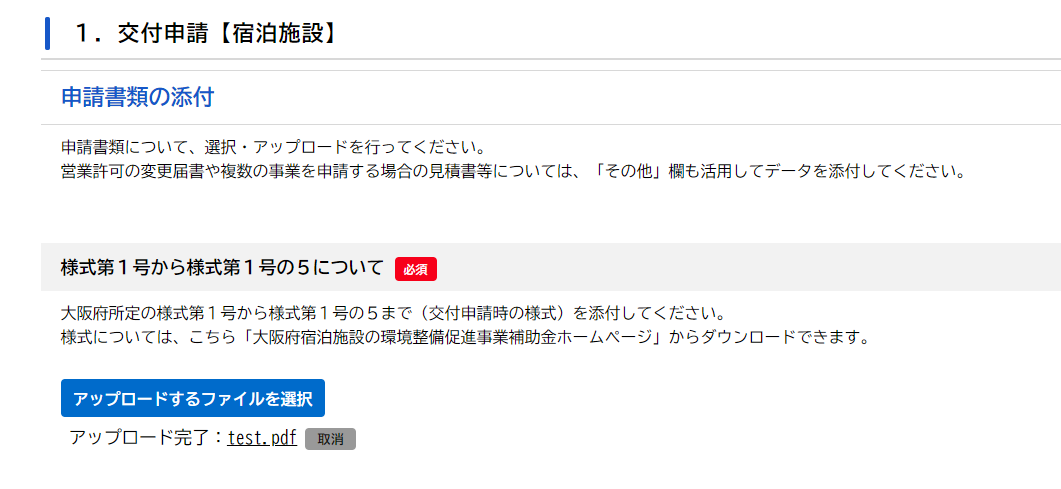 １．交付申請【宿泊施設】
申請書類の添付
申請書類について、選択・アップロードを行ってください。
営業許可の変更届書や複数の事業を申請する場合の見積書等については、「その他」欄も活用してデータを添付してください。
様式第１号から様式第１号の５について 必須
大阪府所定の様式第１号から様式第１号の５まで（交付申請時の様式）を添付してください。
様式については、こちら「大阪府宿泊施設の環境整備促進事業補助金ホームページ」からダウンロードできます。
アップロードするファイルを選択
アップロード完了：test.pdf 取消